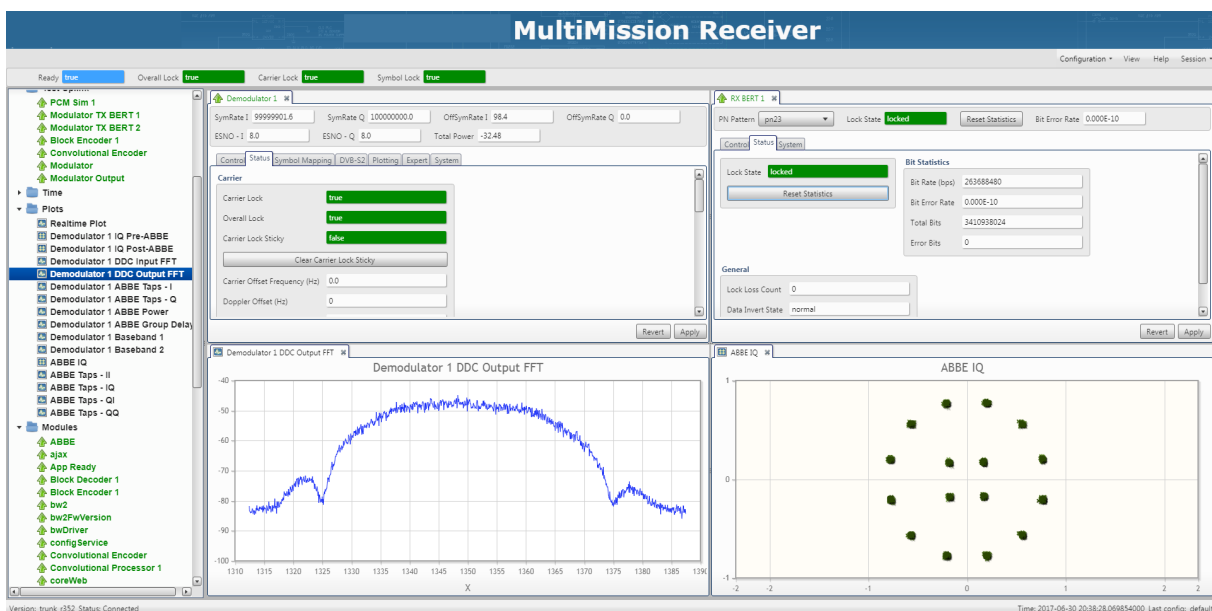 MultiMission Receiver
Configuration View Help Session
Ready true Overall Lock true Carrier Lock true Symbol Lock true
PCM Sim 1
Modulator TX BERT 1
Modulator TX BERT 2
Block Encoder 1
Convolutional Encoder
Modulator
Modulator Output
Time
Plots
Realtime Plot
Demodulator 1 IQ Pre-ABBE
Demodulator 1 IQ Post-ABBE
Demodulator 1 DDC Input FFT
Demodulator 1 DDC Output FFT
Demodulator 1 ABBE Taps - I
Demodulator 1 ABBE Taps - Q
Demodulator 1 ABBE Power
Demodulator 1 ABBE Group Delay
Demodulator 1 Baseband 1
Demodulator 1 Baseband 2
ABBE IQ
ABBE Taps - II
ABBE Taps - IQ
ABBE Taps - QI
ABBE Taps - QQ
Modules
ABBE
ajax
App Ready
Block Decoder 1
Block Encoder 1
bw2
bw2FwVersion
bwDriver
configService
Convolutional Encoder
Convolutional Processor 1
coreWeb
Demodulator 1
SymRate I 99999901.6 SymRate Q 100000000.0 OffSymRate I 98.4 OffSymRate Q 0.0
ESNO - I 8.0 ESNO - Q 8.0 Total Power -32.48
Control Status Symbol Mapping DVB-S2 Plotting Expert System
Carrier
Carrier Lock true
Overall Lock true
Carrier Lock Sticky false
Clear Carrier Lock Sticky
Carrier Offset Frequency (Hz) 0.0
Doppler Offset (Hz) 0
Revert Apply
RX BERT 1
PN Pattern pn23 Lock State locked Reset Statistics Bit Error Rate 0.000E-10
Control Status System
Lock State locked
Reset Statistics
Bit Statistics
Bit Rate (bps) 263688480
Bit Error Rate 0.000E-10
Total Bits 3410938024
Error Bits 0
General
Lock Loss Count 0
Data Invert State normal
Revert Apply
Demodulator 1 DDC Output FFT
Demodulator 1 DDC Output FFT
-40
-50
-60
-70
-80
-90
-100
1310 1315 1320 1325 1330 1335 1340 1345 1350 1355 1360 1365 1370 1375 1380 1385 1390
X
ABBE IQ
ABBE IQ
1
0
-1
-2 -2 -1 0 1 2 2
Version: trunk_r352 Status: Connected
Time: 2017-06-30 20:38:28.069854000 Last config: default